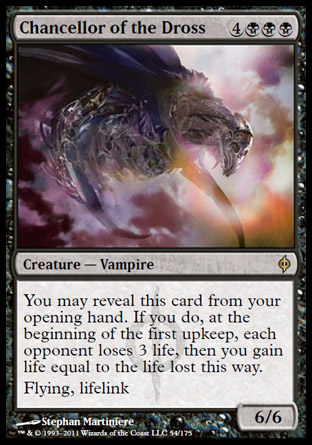 Chancellor of the Dross 4
Creature — Vampire
You may reveal this card from your
opening hand. If you do, at the
beginning of the first upkeep, each
opponent loses 3 life, then you gain
life equal to the life lost this way.
Flying, lifelink
Stephan Martiniere
™ & © 1993–2011 Wizards of the Coast LLC 54/175
6/6